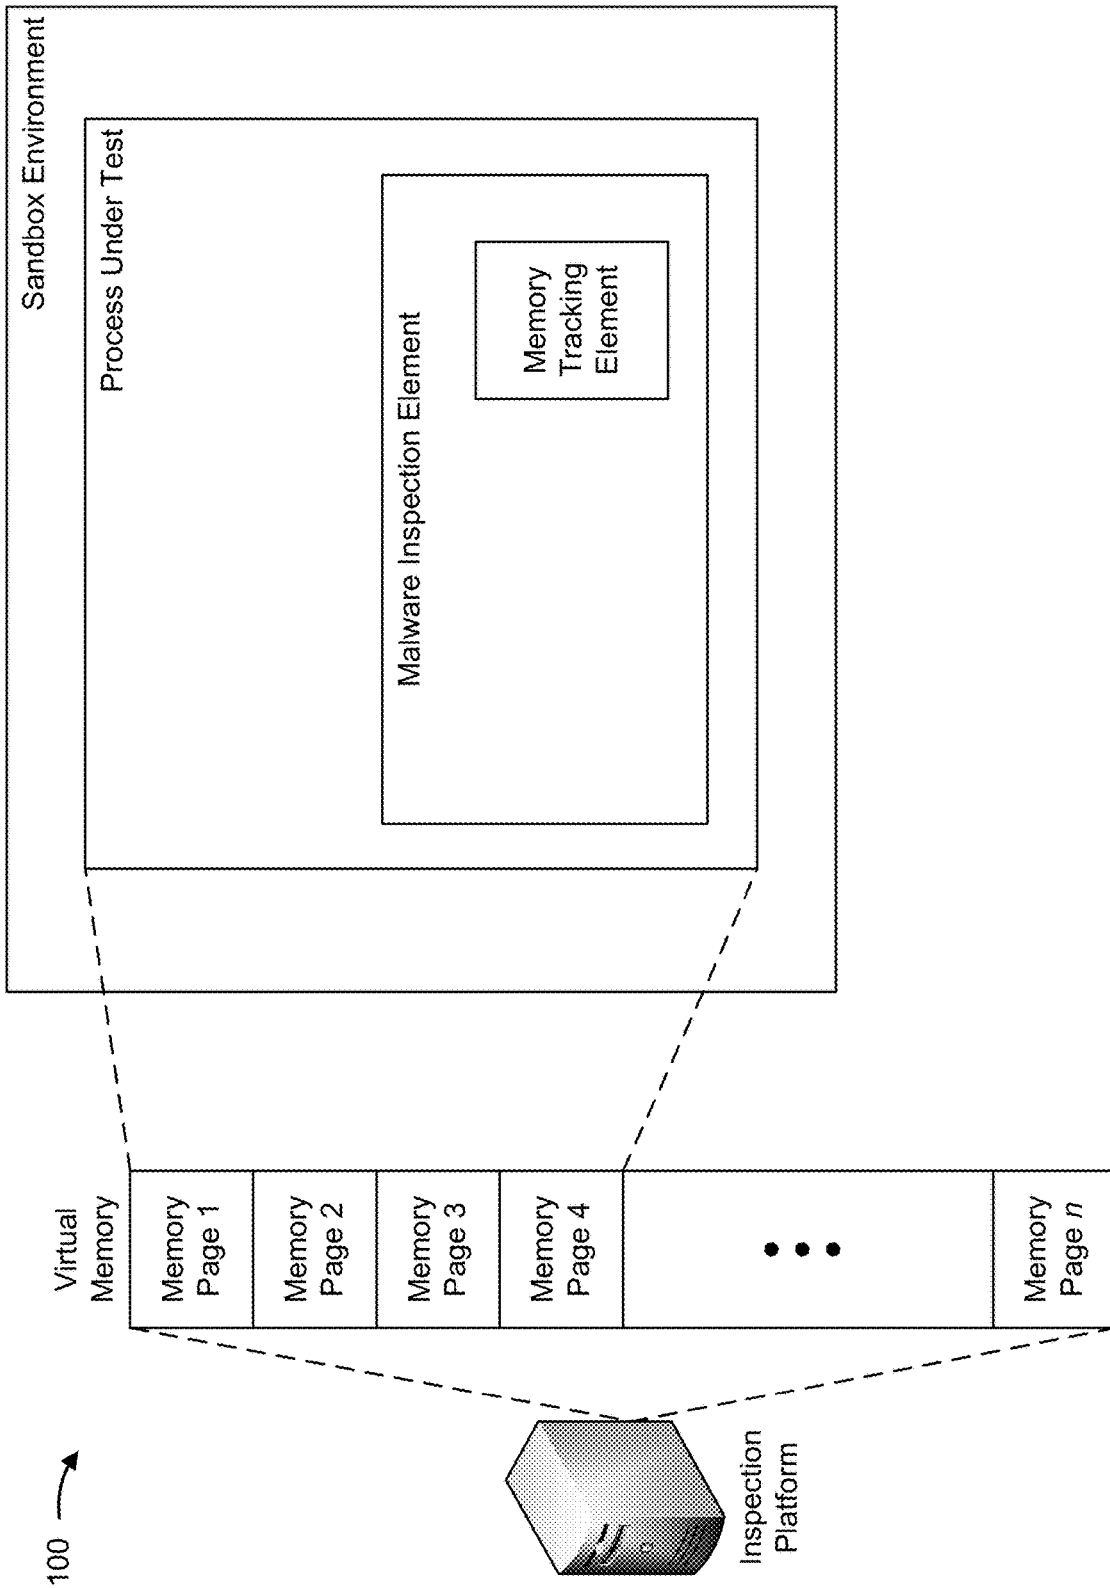 100
Inspection
Platform
Virtual
Memory
Memory
Page 1
Memory
Page 2
Memory
Page 3
Memory
Page 4
Memory
Page n
Sandbox Environment
Process Under Test
Malware Inspection Element
Memory
Tracking
Element